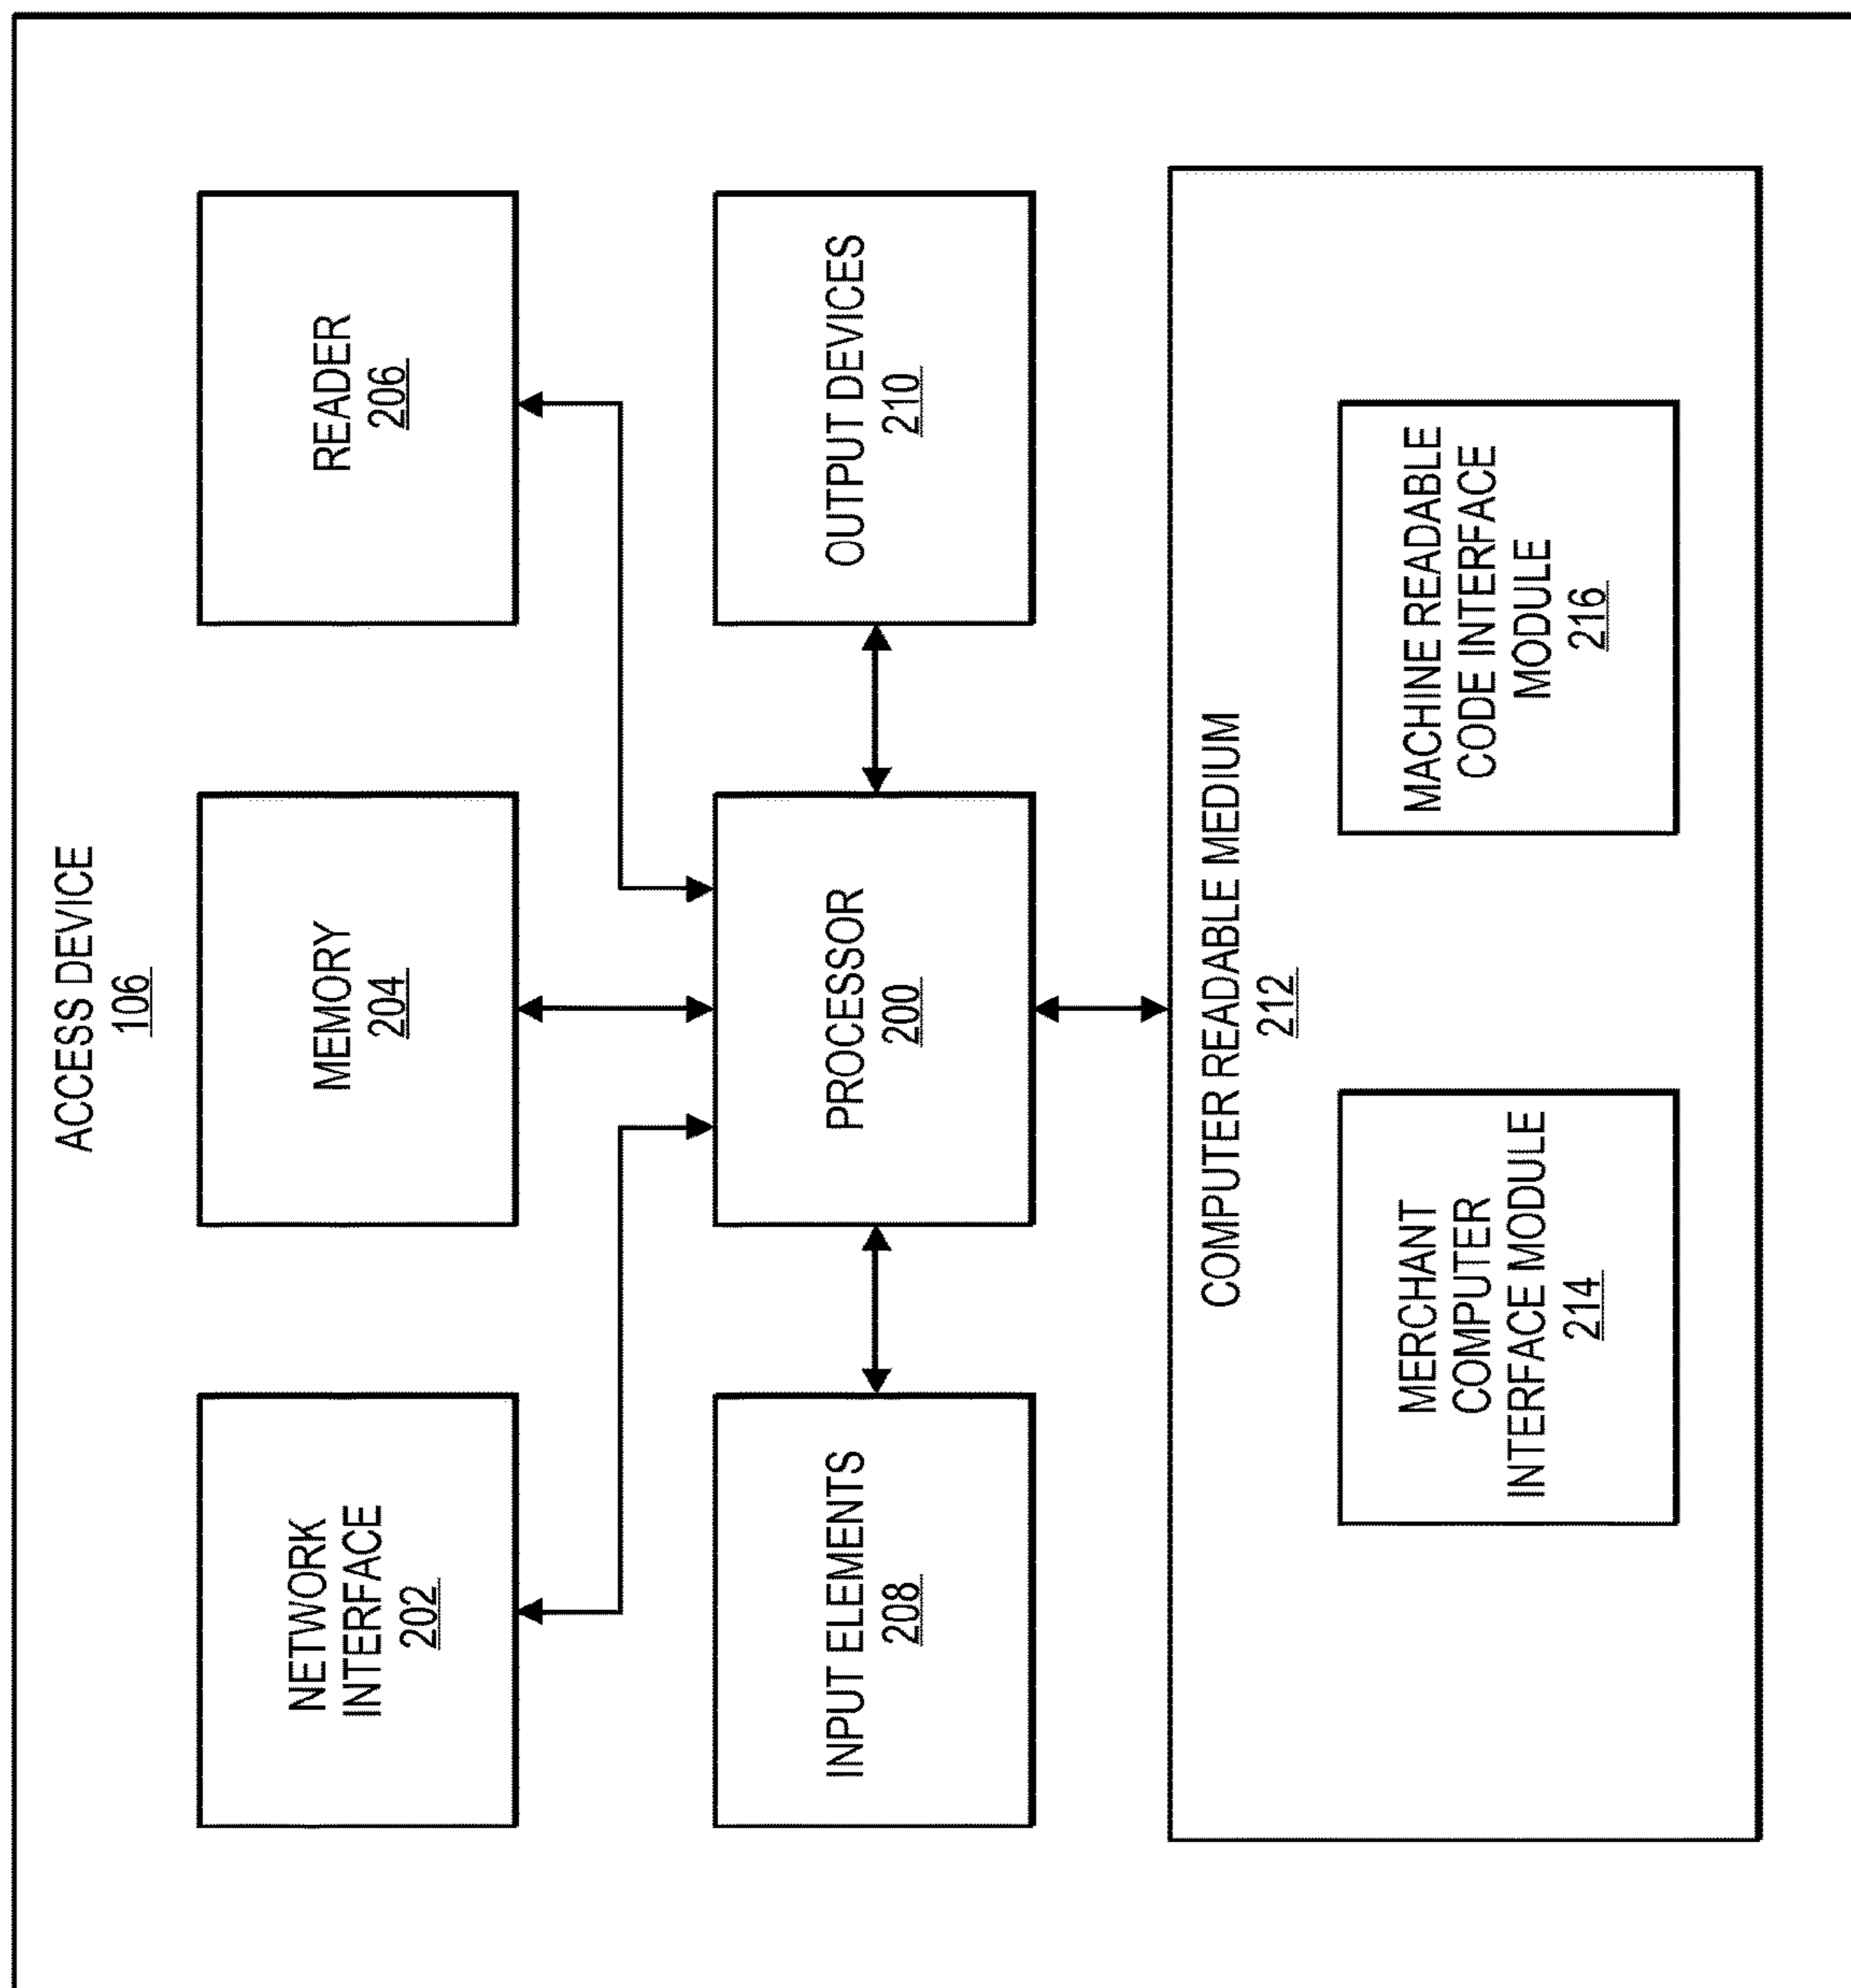 ACCESS DEVICE
106
NETWORK
INTERFACE
202
MEMORY
204
READER
206
INPUT ELEMENTS
208
PROCESSOR
200
OUTPUT DEVICES
210
COMPUTER READABLE MEDIUM
212
MERCHANT
COMPUTER
INTERFACE MODULE
214
MACHINE READABLE
CODE INTERFACE
MODULE
216